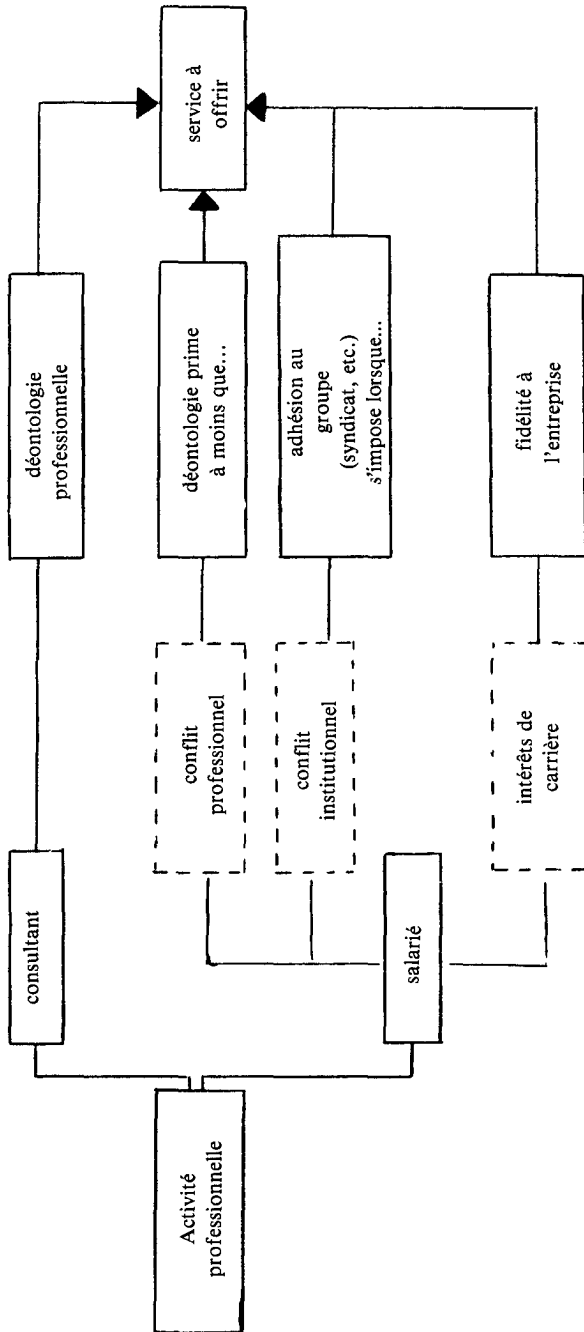 Activité
professionnelle
consultant
salarié
conflit
professionnel
conflit
institutionnel
intérêts de
carrière
déontologie
professionnelle
déontologie prime
à moins que...
adhésion au
groupe
(syndicat, etc.)
s'impose lorsque...
fidélité à
l'entreprise
service à
offrir